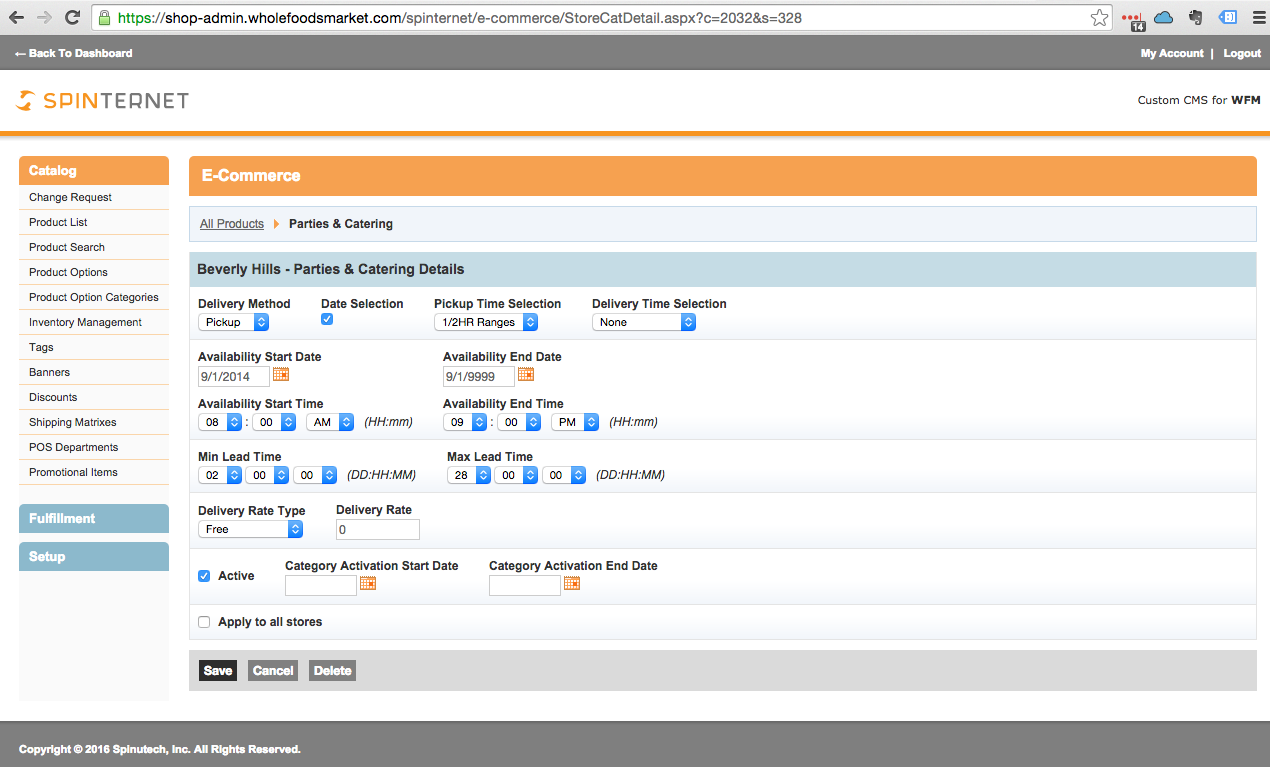 https://shop-admin.wholefoodsmarket.com/spinternet/e-commerce/StoreCatDetail.aspx?c=2032&s=328
14
←Back To Dashboard
My Account | Logout
SPINTERNET
Custom CMS for WFM
Catalog
Change Request
Product List
Product Search
Product Options
Product Option Categories
Inventory Management
Tags
Banners
Discounts
Shipping Matrixes
POS Departments
Promotional Items
Fulfillment
Setup
E-Commerce
All Products Parties & Catering
Beverly Hills - Parties & Catering Details
Delivery Method Date Selection Pickup Time Selection Delivery Time Selection
Pickup 1/2HR Ranges None
Availability Start Date Availability End Date
9/1/2014 9/1/9999
Availability Start Time Availability End Time
08 : 00 AM (HH:mm) 09 : 00 PM (HH:mm)
Min Lead Time Max Lead Time
02 00 00 (DD:HH:MM) 28 00 00 (DD:HH:MM)
Delivery Rate Type Delivery Rate
Free 0
Active Category Activation Start Date Category Activation End Date
Apply to all stores
Save Cancel Delete
Copyright © 2016 Spinutech, Inc. All Rights Reserved.